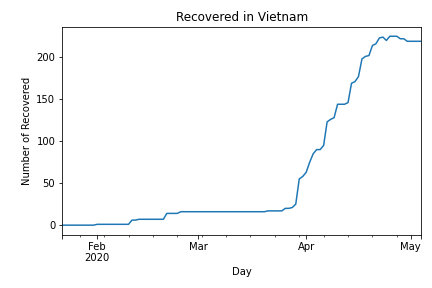 Recovered in Vietnam
Number of Recovered
200
150
100
50
0
Feb
2020
Mar
Apr
May
Day